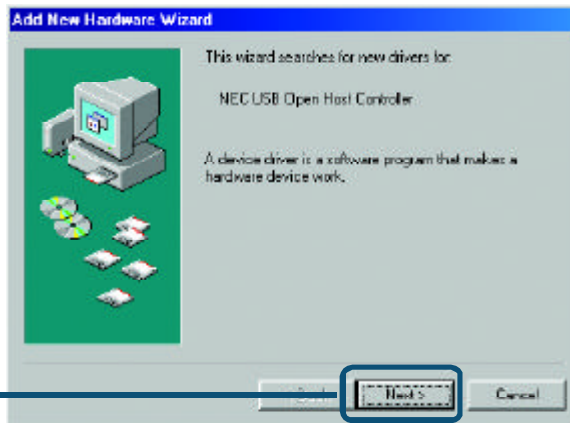 Add New Hardware Wizard
This wizard searches for new drivers for:
NEC USB Open Host Controller
A device driver is a software program that makes a
hardware device work.
< Back
Next >
Cancel